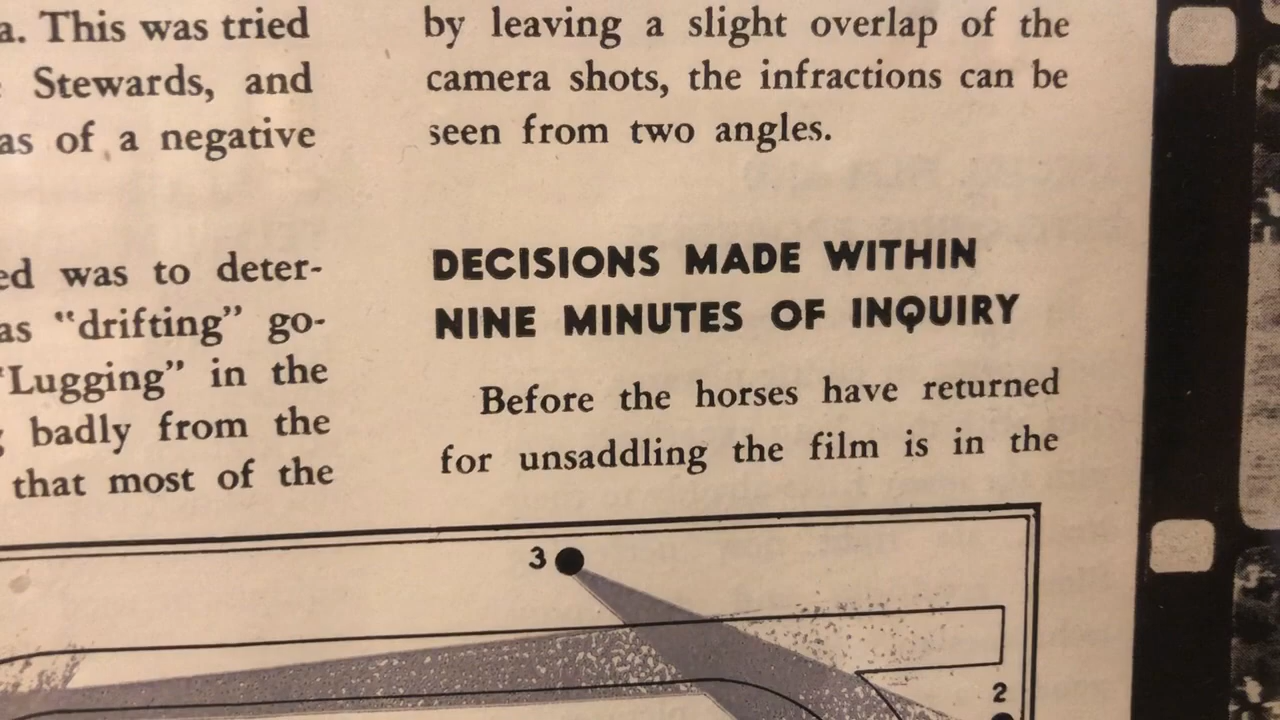 a. This was tried
Stewards, and
as of a negative
ed was to deter-
as "drifting" go-
"Lugging" in the
badly from the
that most of the
by leaving a slight overlap of the
camera shots, the infractions can be
seen from two angles.
DECISIONS MADE WITHIN
NINE MINUTES OF INQUIRY
Before the horses have returned
for unsaddling the film is in the
3
2